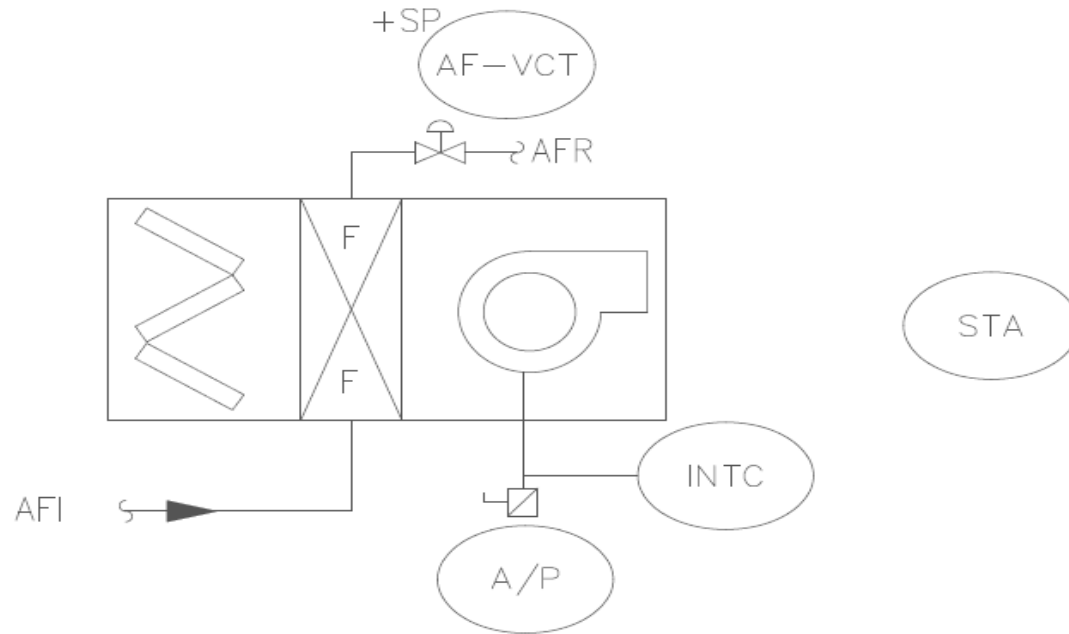 +SP
AF-VCT
AFR
F
F
STA
INTC
AFI
A/P